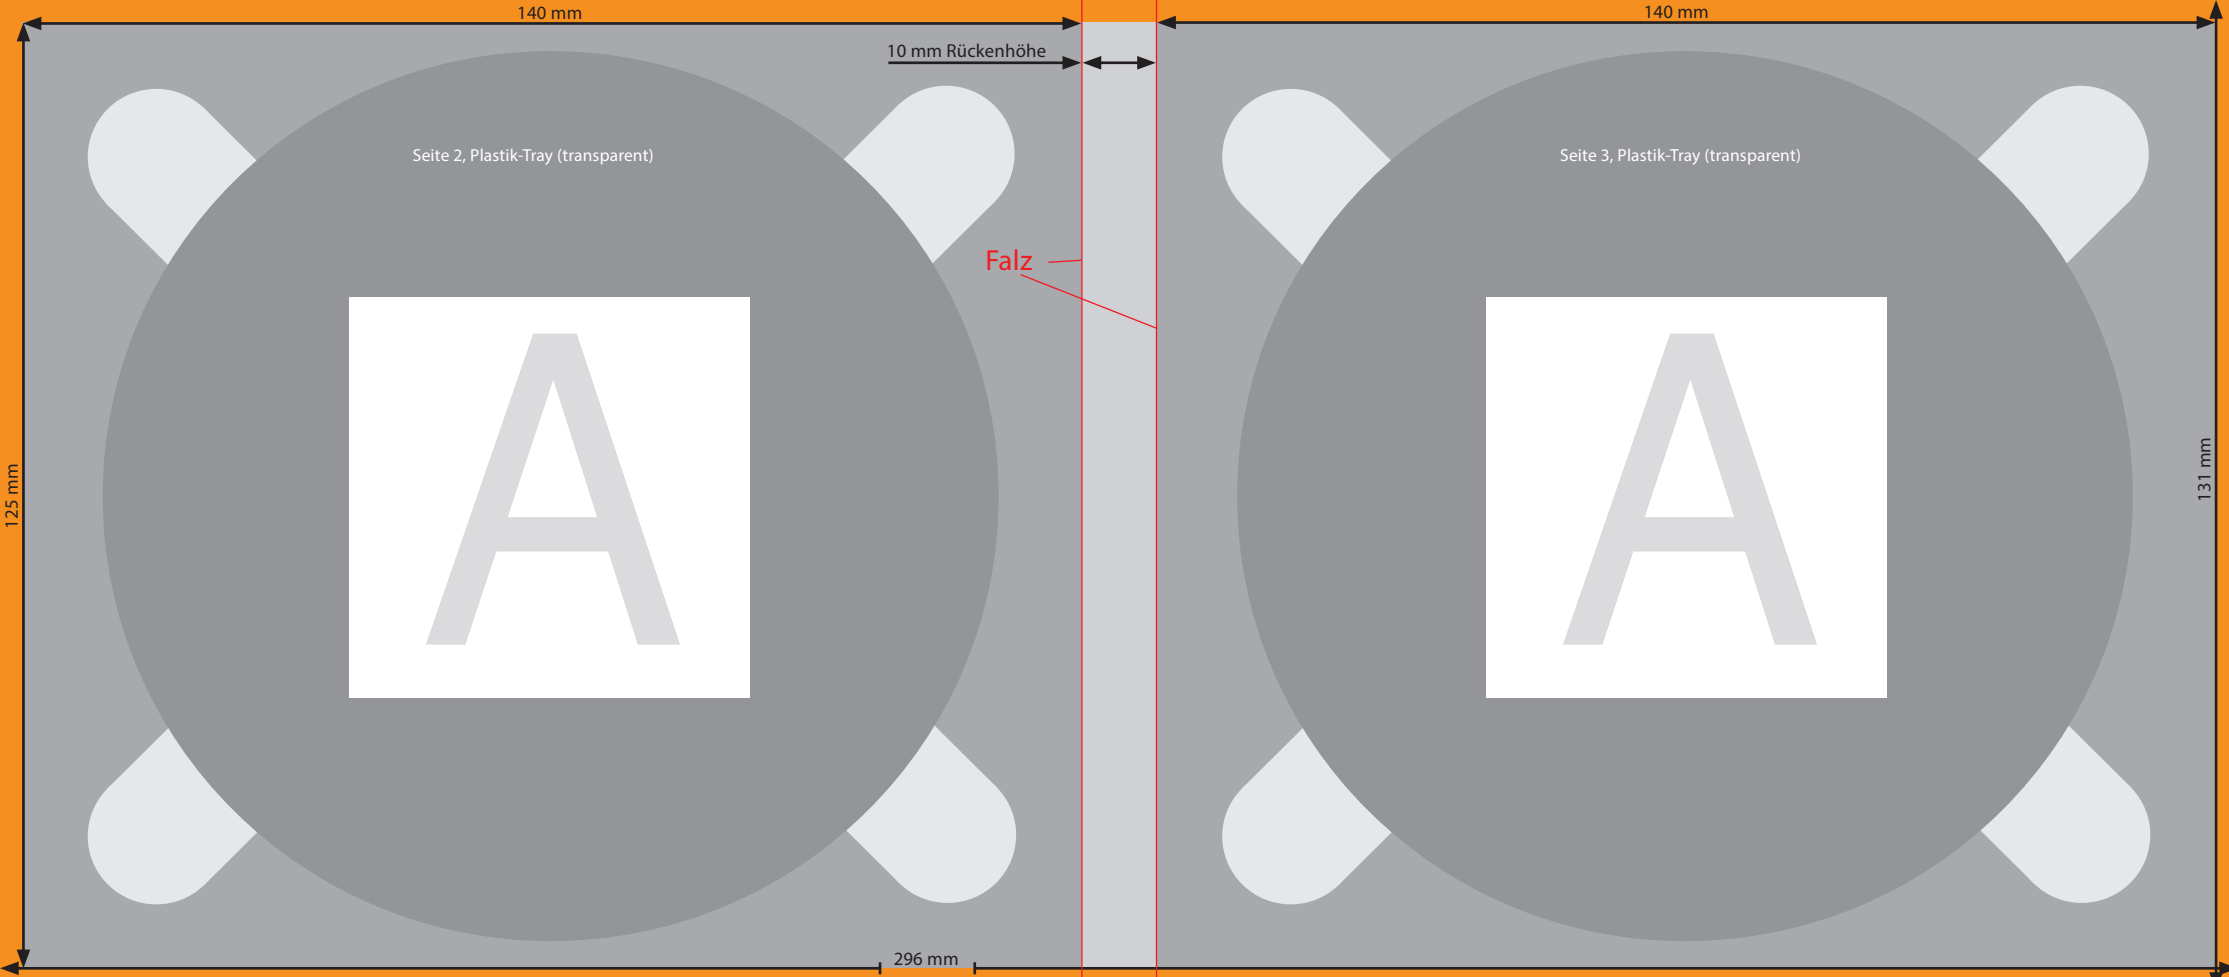 140 mm
140 mm
10 mm Rückenhöhe
Seite 2, Plastik-Tray (transparent)
Seite 3, Plastik-Tray (transparent)
Falz
A
A
125 mm
131 mm
296 mm